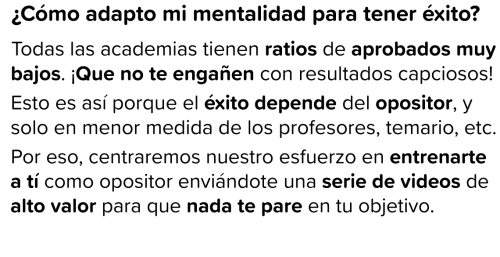 ¿Cómo adapto mi mentalidad para tener éxito?
Todas las academias tienen ratios de aprobados muy
bajos. ¡Que no te engañen con resultados capciosos!
Esto es así porque el éxito depende del opositor, y
solo en menor medida de los profesores, temario, etc.
Por eso, centraremos nuestro esfuerzo en entrenarte
a tí como opositor enviándote una serie de videos de
alto valor para que nada te pare en tu objetivo.